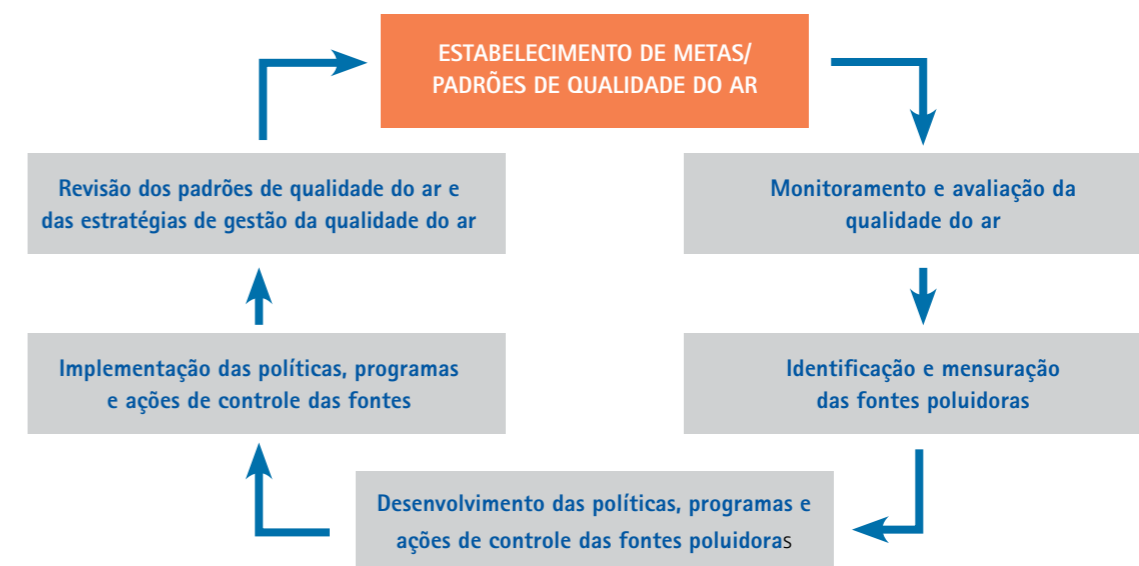 ESTABELECIMENTO DE METAS/
PADRÕES DE QUALIDADE DO AR
Revisão dos padrões de qualidade do ar e
das estratégias de gestão da qualidade do ar
Monitoramento e avaliação da
qualidade do ar
Implementação das políticas, programas
e ações de controle das fontes
Identificação e mensuração
das fontes poluidoras
Desenvolvimento das políticas, programas e
ações de controle das fontes poluidoras